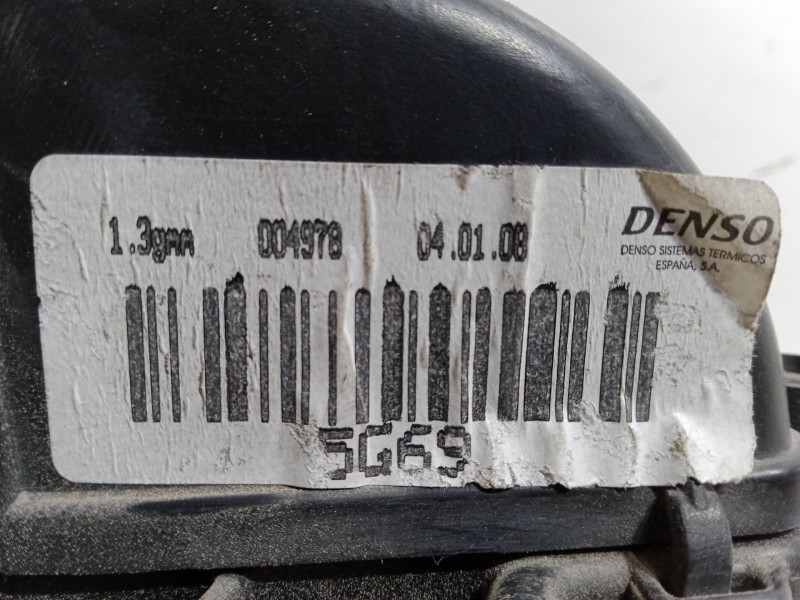 1.3gmm 004978 04.01.08
DENSO
DENSO SISTEMAS TERMICOS
ESPAÑA, S.A.
5G69